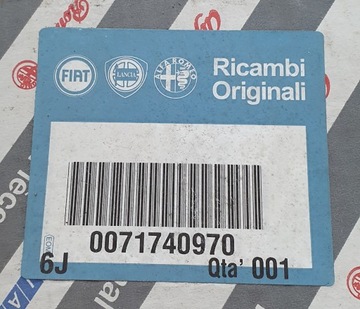 FIAT
LANCIA
ALFA ROMEO
Ricambi
Originali
0071740970
6J
Qta' 001